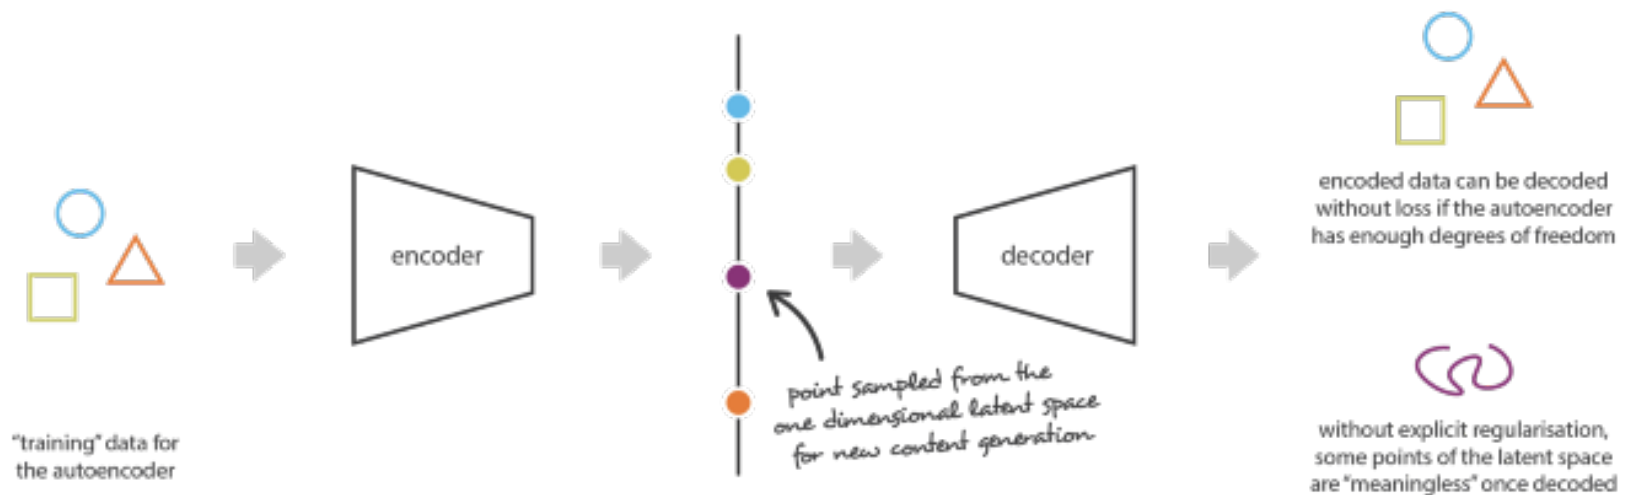 "training" data for
the autoencoder
encoder
point sampled from the
one dimensional latent space
for new content generation
decoder
encoded data can be decoded
without loss if the autoencoder
has enough degrees of freedom
without explicit regularisation,
some points of the latent space
are "meaningless" once decoded